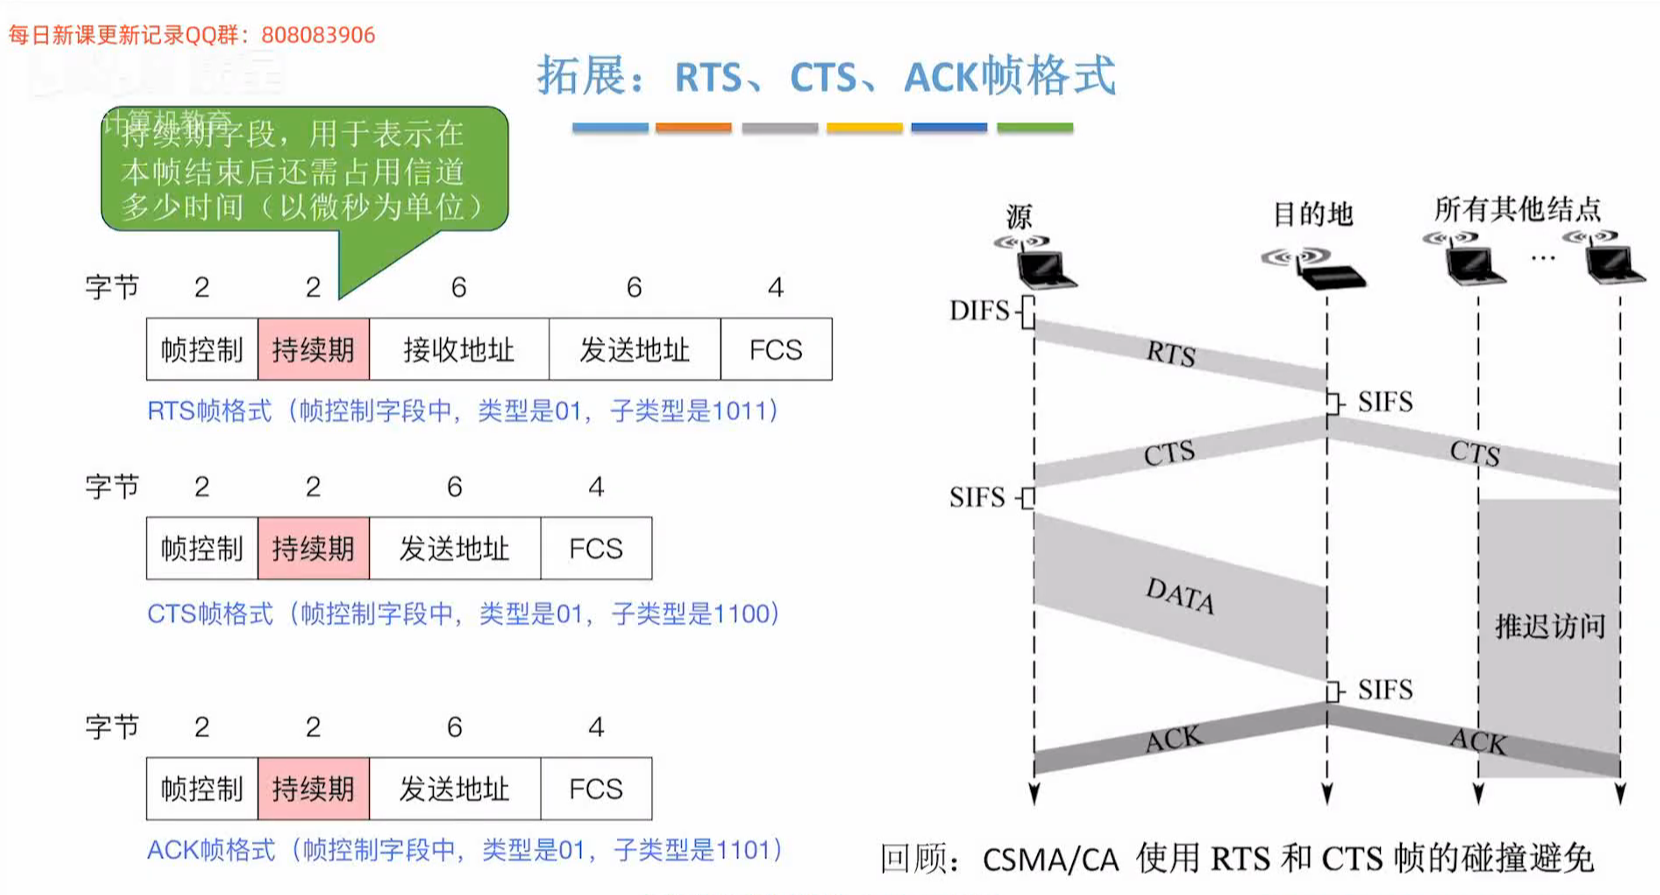 每日新课更新记录QQ群：808083906
拓展：RTS、CTS、ACK帧格式
计算机教育
持续期字段，用于表示在
本帧结束后还需占用信道
多少时间（以微秒为单位）
字节 2 2 6 6 4
帧控制 持续期 接收地址 发送地址 FCS
RTS帧格式（帧控制字段中，类型是01，子类型是1011）
字节 2 2 6 4
帧控制 持续期 发送地址 FCS
CTS帧格式（帧控制字段中，类型是01，子类型是1100）
字节 2 2 6 4
帧控制 持续期 发送地址 FCS
ACK帧格式（帧控制字段中，类型是01，子类型是1101）
源 目的地 所有其他结点
...
DIFS
RTS
SIFS
CTS CTS
SIFS
DATA
推迟访问
SIFS
ACK ACK
回顾：CSMA/CA 使用 RTS 和 CTS 帧的碰撞避免